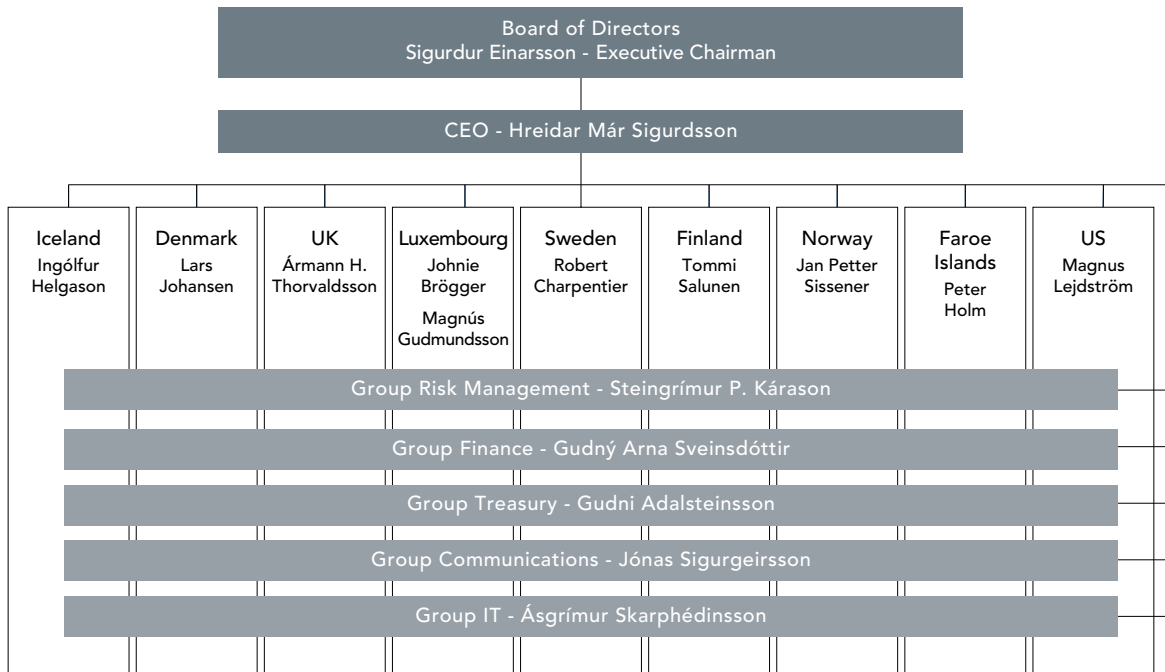 Board of Directors
Sigurdur Einarsson - Executive Chairman
CEO - Hreidar Már Sigurdsson
Iceland
Ingólfur
Helgason
Denmark
Lars
Johansen
UK
Ármann H.
Thorvaldsson
Luxembourg
Johnie
Brögger
Magnús
Gudmundsson
Sweden
Robert
Charpentier
Finland
Tommi
Salunen
Norway
Jan Petter
Sissener
Faroe
Islands
Peter
Holm
US
Magnus
Lejdström
Group Risk Management - Steingrímur P. Kárason
Group Finance - Gudný Arna Sveinsdóttir
Group Treasury - Gudni Adalsteinsson
Group Communications - Jónas Sigurgeirsson
Group IT - Ásgrímur Skarphédinsson